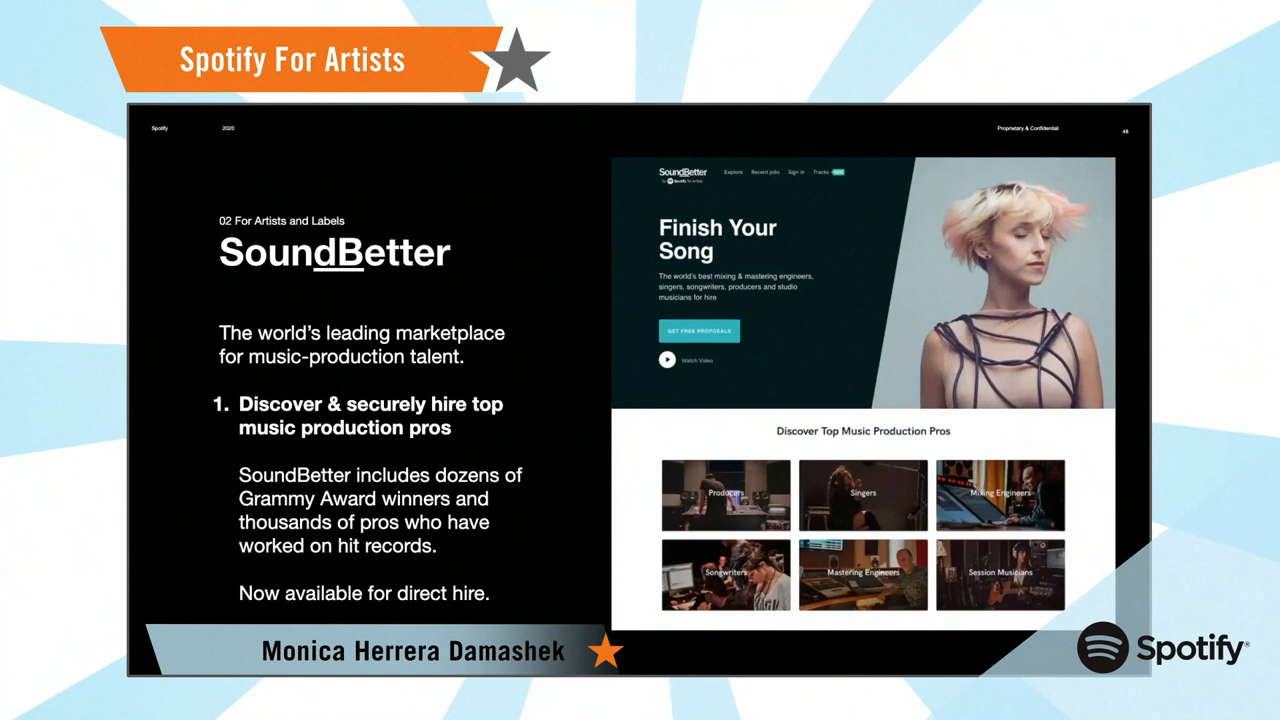 Spotify For Artists
Spotify
2020
Proprietary & Confidential
48
02 For Artists and Labels
SoundBetter
The world's leading marketplace
for music-production talent.
1. Discover & securely hire top
music production pros
SoundBetter includes dozens of
Grammy Award winners and
thousands of pros who have
worked on hit records.
Now available for direct hire.
SoundBetter
by Spotify for Artists
Explore
Recent jobs
Sign in
Tracks
NEW
Finish Your
Song
The world's best mixing & mastering engineers,
singers, songwriters, producers and studio
musicians for hire
GET FREE PROPOSALS
Watch Video
Discover Top Music Production Pros
Producers
Singers
Mixing Engineers
Songwriters
Mastering Engineers
Session Musicians
Monica Herrera Damashek
Spotify®